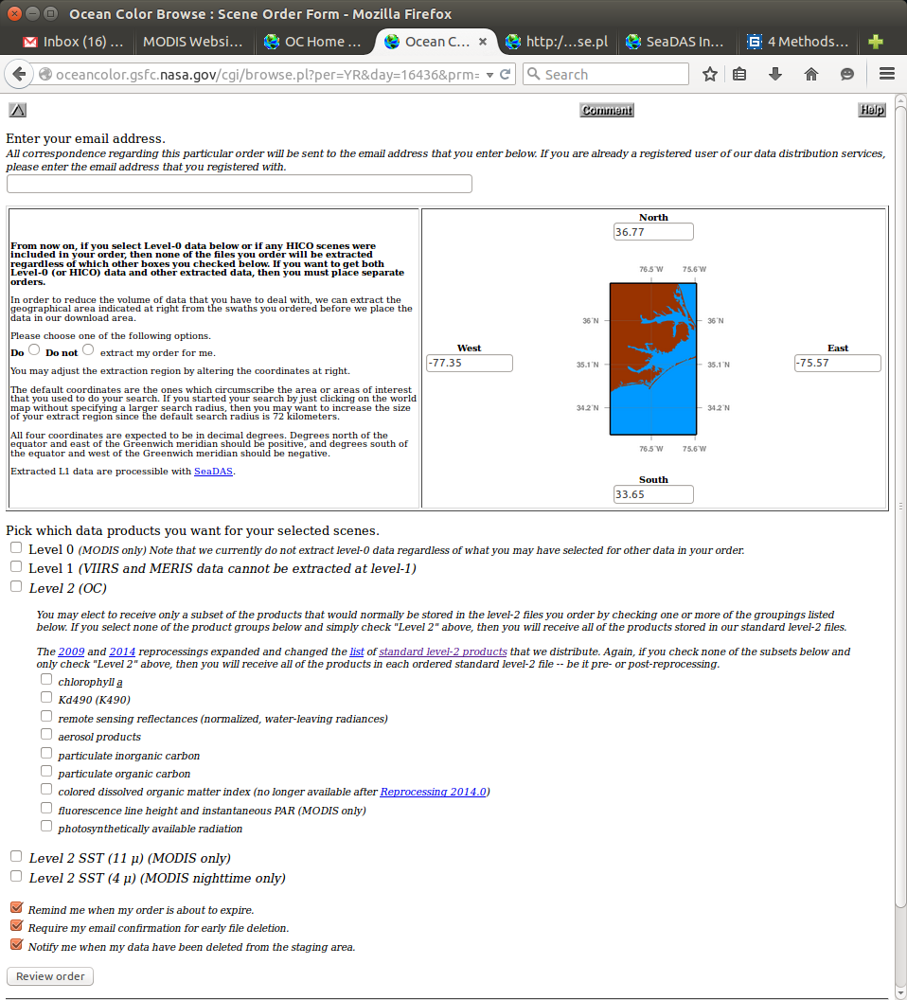 Ocean Color Browse : Scene Order Form - Mozilla Firefox
Inbox (16) ... MODIS Websi... OC Home ... Ocean C... × http:/...se.pl SeaDAS In... 4 Methods...
oceancolor.gsfc.nasa.gov/cgi/browse.pl?per=YR&day=16436&prm= Search
Comment Help
Enter your email address.
All correspondence regarding this particular order will be sent to the email address that you enter below. If you are already a registered user of our data distribution services,
please enter the email address that you registered with.
From now on, if you select Level-0 data below or if any HICO scenes were
included in your order, then none of the files you order will be extracted
regardless of which other boxes you checked below. If you want to get both
Level-0 (or HICO) data and other extracted data, then you must place separate
orders.
In order to reduce the volume of data that you have to deal with, we can extract the
geographical area indicated at right from the swaths you ordered before we place the
data in our download area.
Please choose one of the following options.
Do Do not extract my order for me.
You may adjust the extraction region by altering the coordinates at right.
The default coordinates are the ones which circumscribe the area or areas of interest
that you used to do your search. If you started your search by just clicking on the world
map without specifying a larger search radius, then you may want to increase the size
of your extract region since the default search radius is 72 kilometers.
All four coordinates are expected to be in decimal degrees. Degrees north of the
equator and east of the Greenwich meridian should be positive, and degrees south of
the equator and west of the Greenwich meridian should be negative.
Extracted L1 data are processible with SeaDAS.
North
36.77
76.5°W 75.6°W
36°N 36°N
West East
-77.35 35.1°N 35.1°N -75.57
34.2°N 34.2°N
76.5°W 75.6°W
South
33.65
Pick which data products you want for your selected scenes.
Level 0 (MODIS only) Note that we currently do not extract level-0 data regardless of what you may have selected for other data in your order.
Level 1 (VIIRS and MERIS data cannot be extracted at level-1)
Level 2 (OC)
You may elect to receive only a subset of the products that would normally be stored in the level-2 files you order by checking one or more of the groupings listed
below. If you select none of the product groups below and simply check "Level 2" above, then you will receive all of the products stored in our standard level-2 files.
The 2009 and 2014 reprocessings expanded and changed the list of standard level-2 products that we distribute. Again, if you check none of the subsets below and
only check "Level 2" above, then you will receive all of the products in each ordered standard level-2 file -- be it pre- or post-reprocessing.
chlorophyll a
Kd490 (K490)
remote sensing reflectances (normalized, water-leaving radiances)
aerosol products
particulate inorganic carbon
particulate organic carbon
colored dissolved organic matter index (no longer available after Reprocessing 2014.0)
fluorescence line height and instantaneous PAR (MODIS only)
photosynthetically available radiation
Level 2 SST (11 µ) (MODIS only)
Level 2 SST (4 µ) (MODIS nighttime only)
Remind me when my order is about to expire.
Require my email confirmation for early file deletion.
Notify me when my data have been deleted from the staging area.
Review order